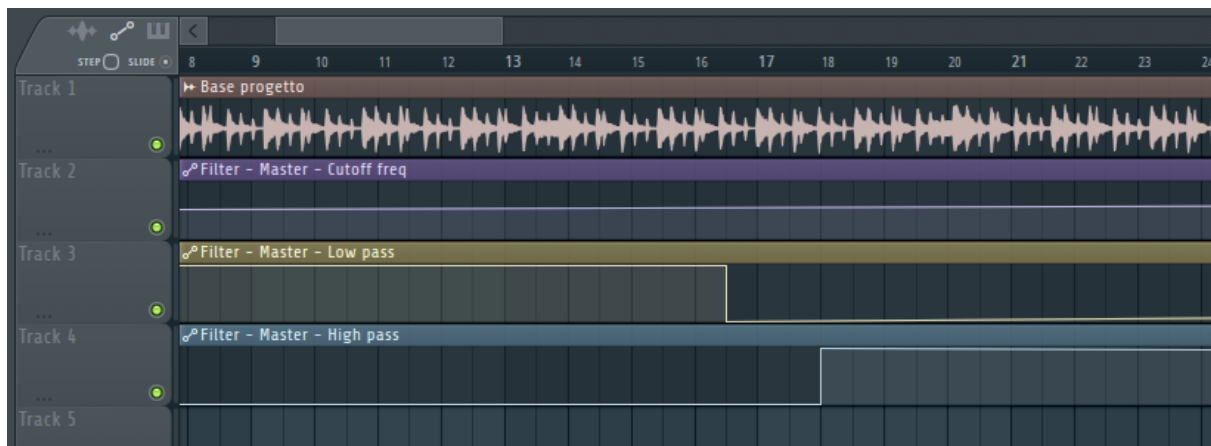 STEP SLIDE
8 9 10 11 12 13 14 15 16 17 18 19 20 21 22 23 24
Track 1
Base progetto
...
Track 2
Filter - Master - Cutoff freq
...
Track 3
Filter - Master - Low pass
...
Track 4
Filter - Master - High pass
...
Track 5